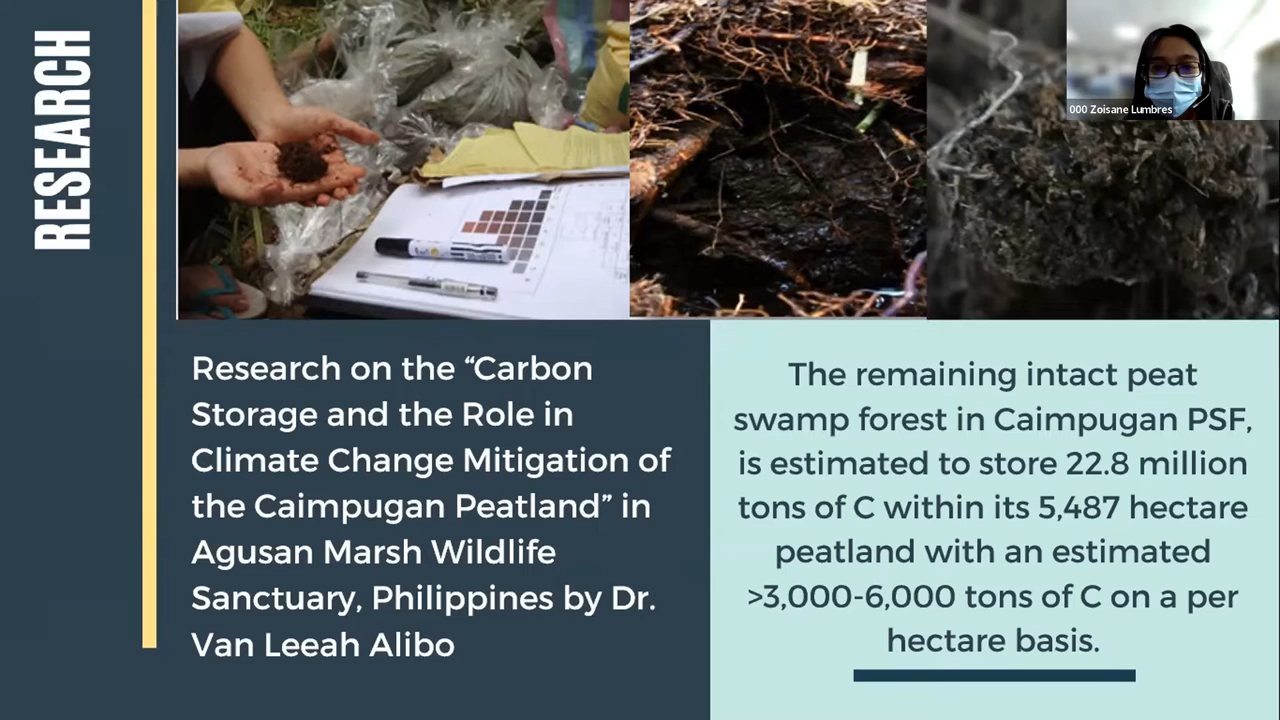 RESEARCH
000 Zoisane Lumbres
Research on the “Carbon
Storage and the Role in
Climate Change Mitigation of
the Caimpugan Peatland” in
Agusan Marsh Wildlife
Sanctuary, Philippines by Dr.
Van Leeah Alibo
The remaining intact peat
swamp forest in Caimpugan PSF,
is estimated to store 22.8 million
tons of C within its 5,487 hectare
peatland with an estimated
>3,000-6,000 tons of C on a per
hectare basis.